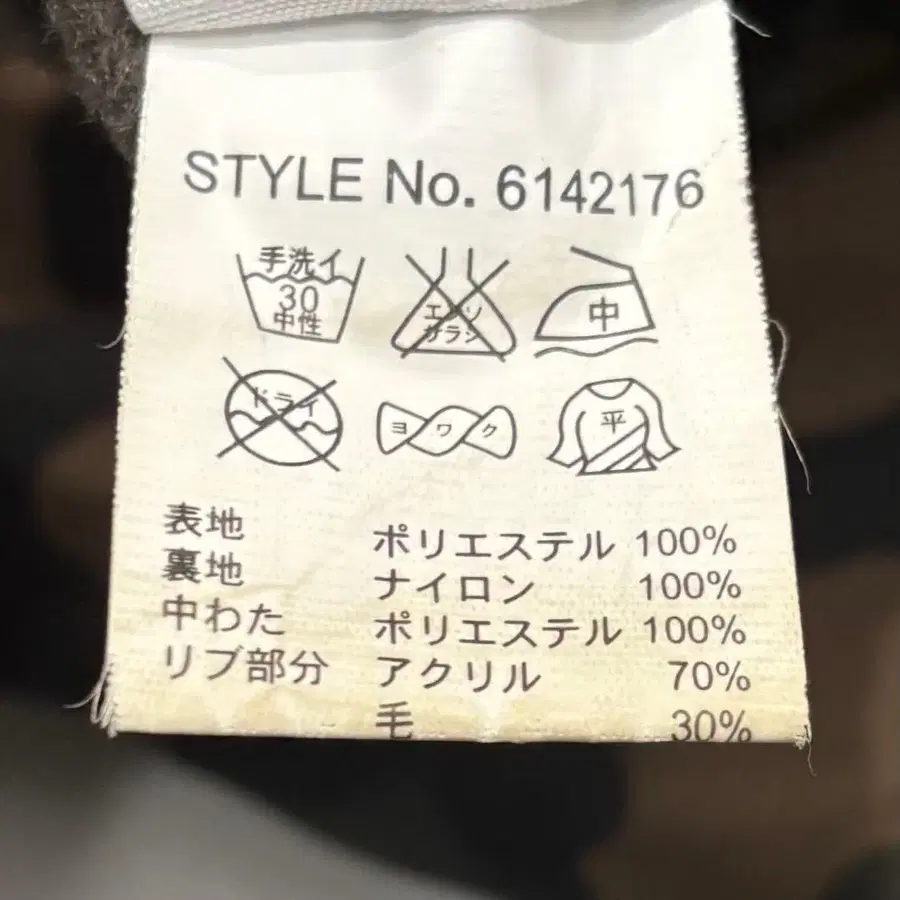 STYLE No. 6142176
手洗イ
30
中性
エンソ
サラシ
中
ドライ
ヨワク
平
表地 ポリエステル 100%
裏地 ナイロン 100%
中わた ポリエステル 100%
リブ部分 アクリル 70%
毛 30%